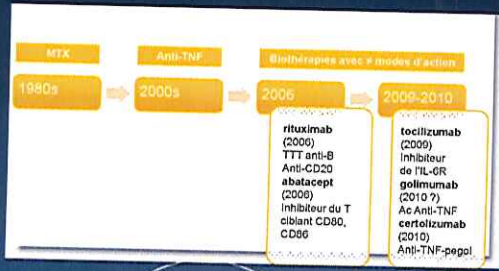 MTX
Anti-TNF
Biothérapies avec ≠ modes d'action
1980s
2000s
2006
2009-2010
rituximab
(2006)
TTT anti-B
Anti-CD20
abatacept
(2006)
Inhibiteur du T
ciblant CD80,
CD86
tocilizumab
(2009)
Inhibiteur
de l'IL-6R
golimumab
(2010 ?)
Ac Anti-TNF
certolizumab
(2010)
Anti-TNF-pegol